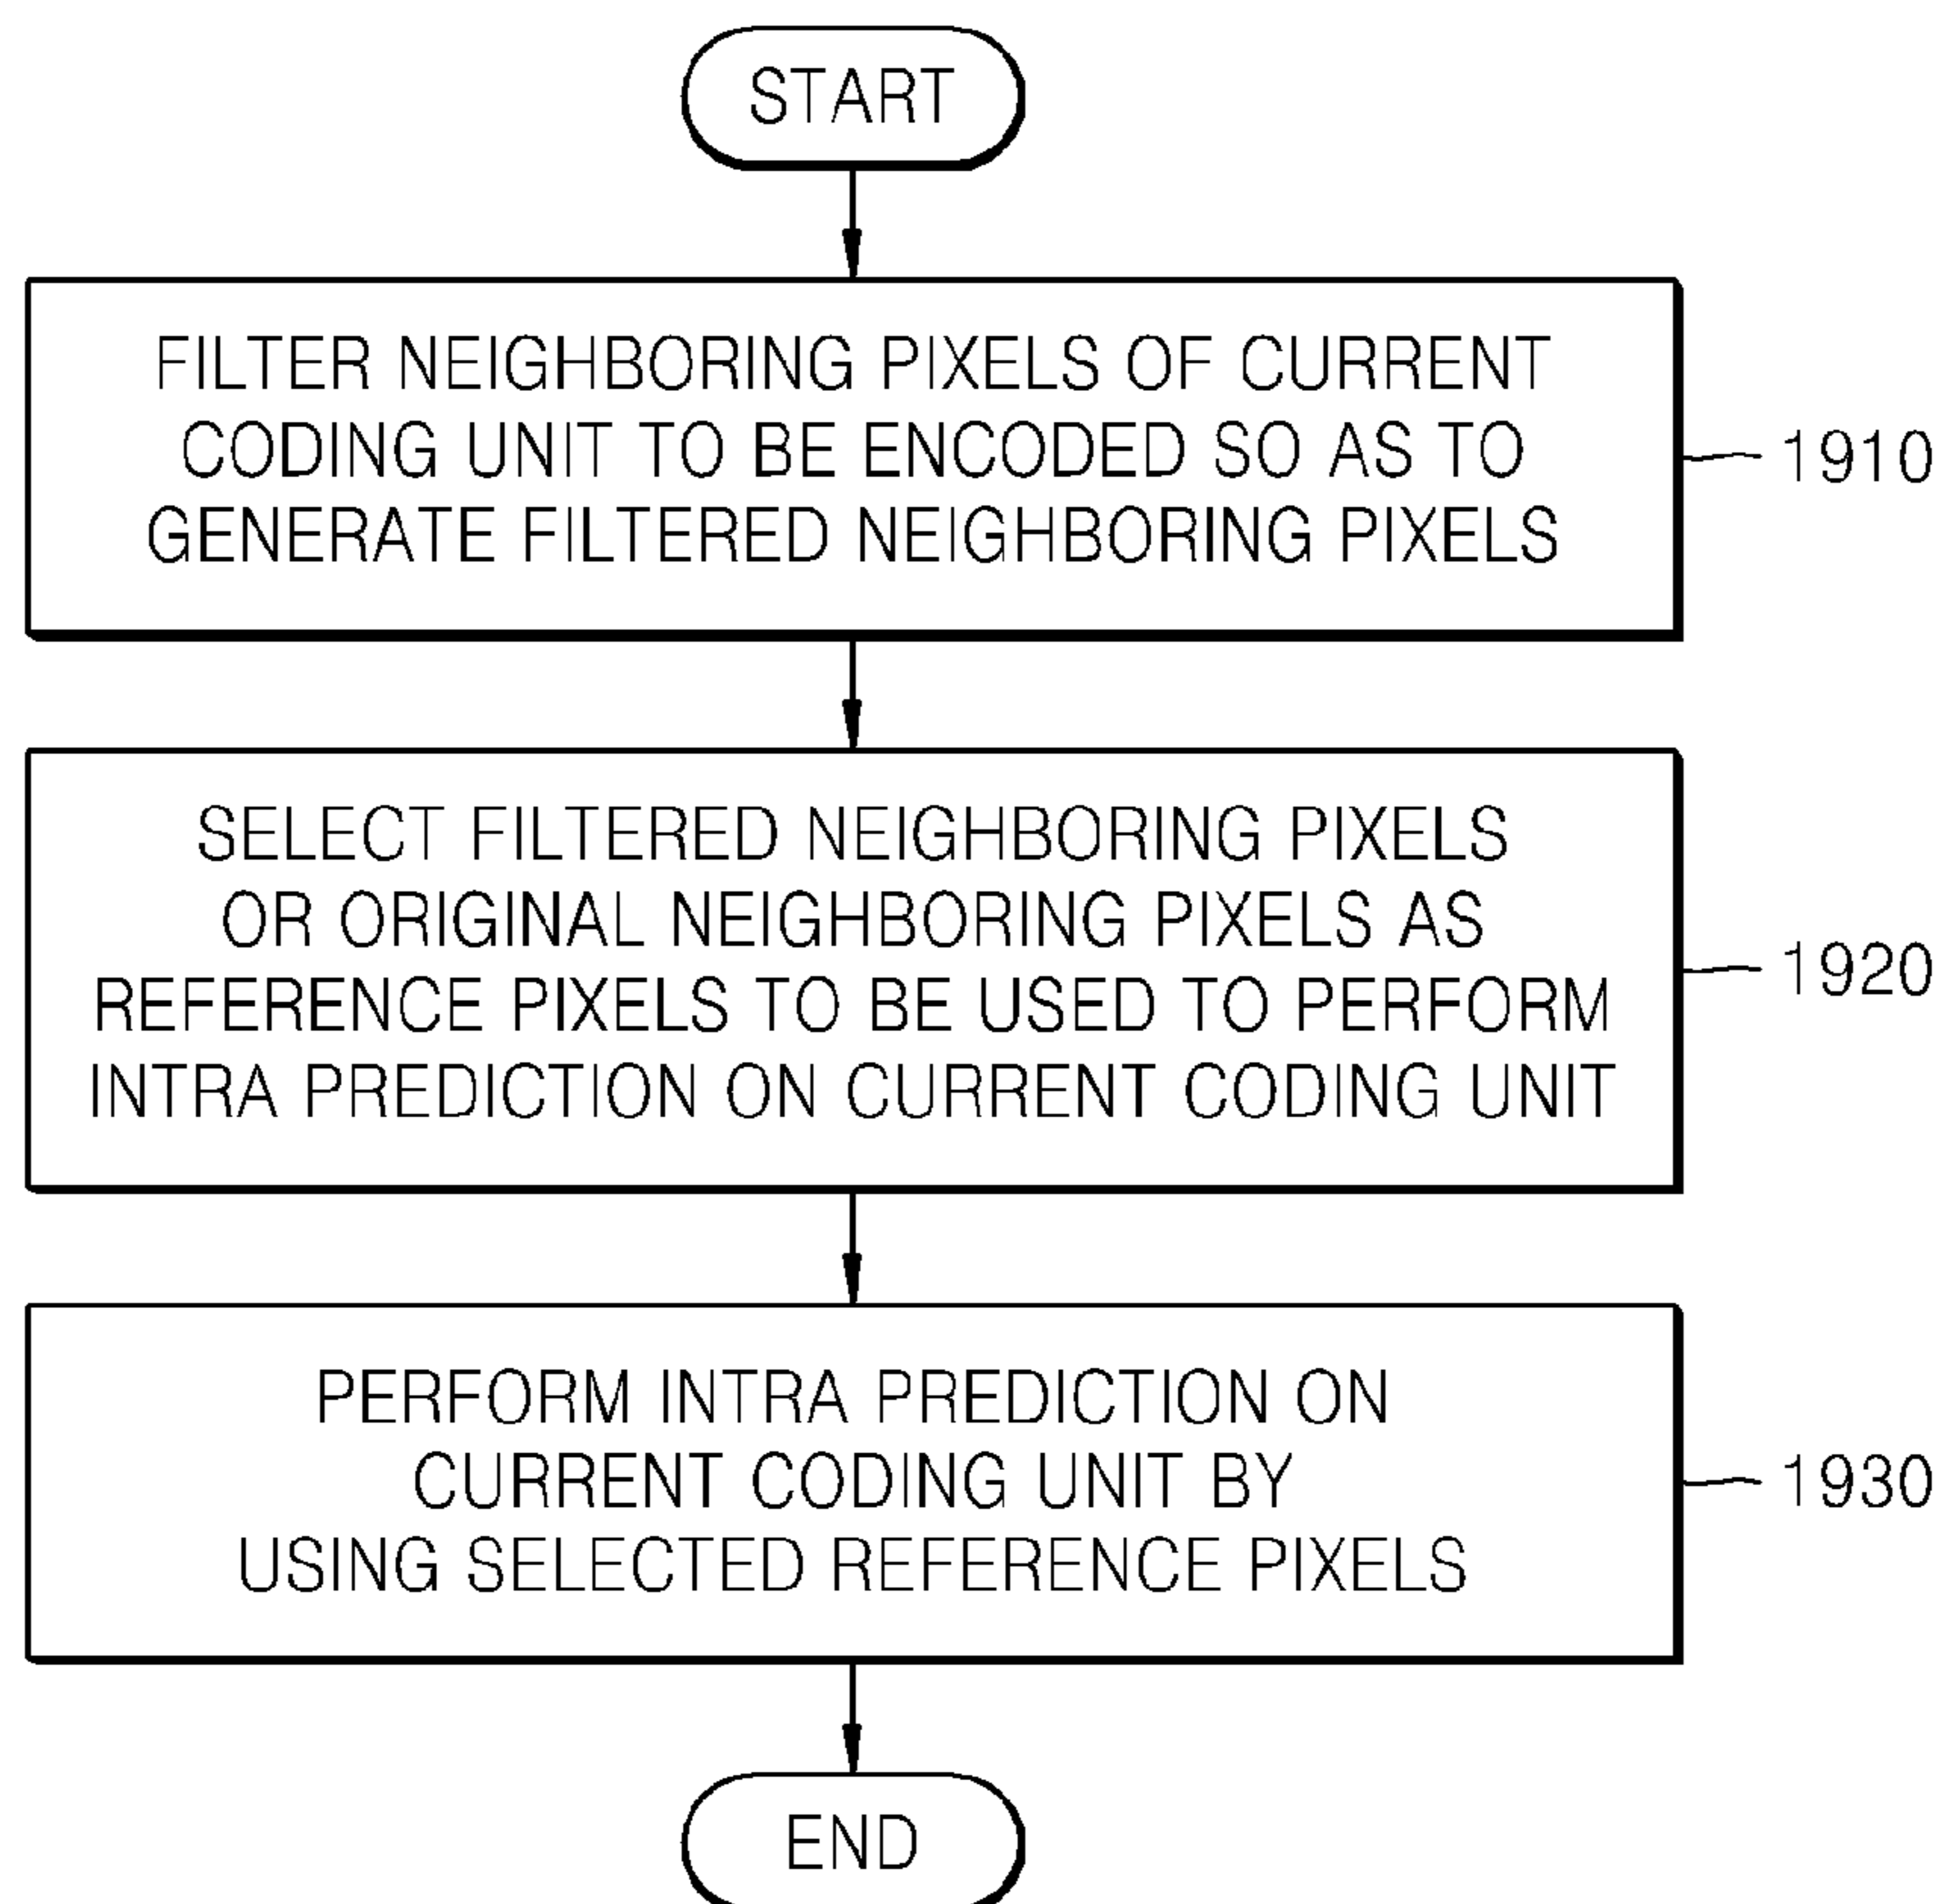 START
FILTER NEIGHBORING PIXELS OF CURRENT
CODING UNIT TO BE ENCODED SO AS TO
GENERATE FILTERED NEIGHBORING PIXELS
1910
SELECT FILTERED NEIGHBORING PIXELS
OR ORIGINAL NEIGHBORING PIXELS AS
REFERENCE PIXELS TO BE USED TO PERFORM
INTRA PREDICTION ON CURRENT CODING UNIT
1920
PERFORM INTRA PREDICTION ON
CURRENT CODING UNIT BY
USING SELECTED REFERENCE PIXELS
1930
END